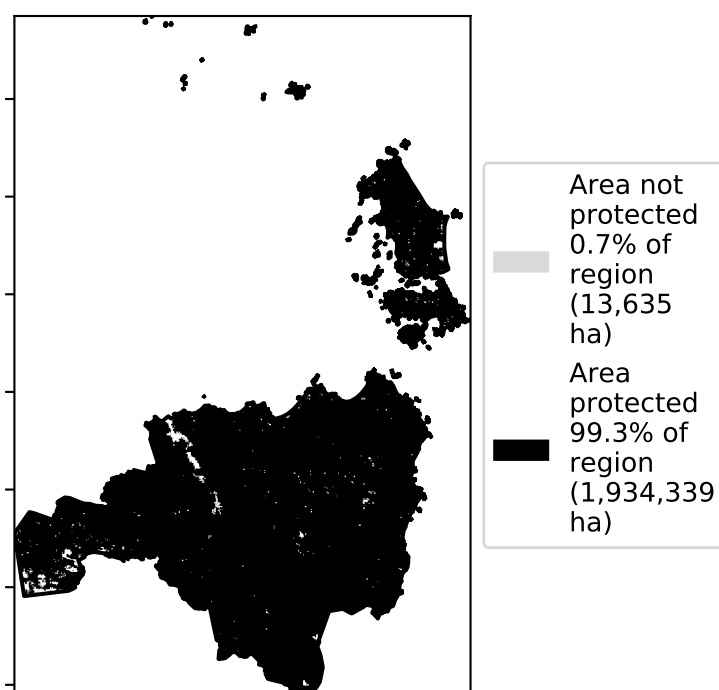 Area not
protected
0.7% of
region
(13,635
ha)
Area
protected
99.3% of
region
(1,934,339
ha)